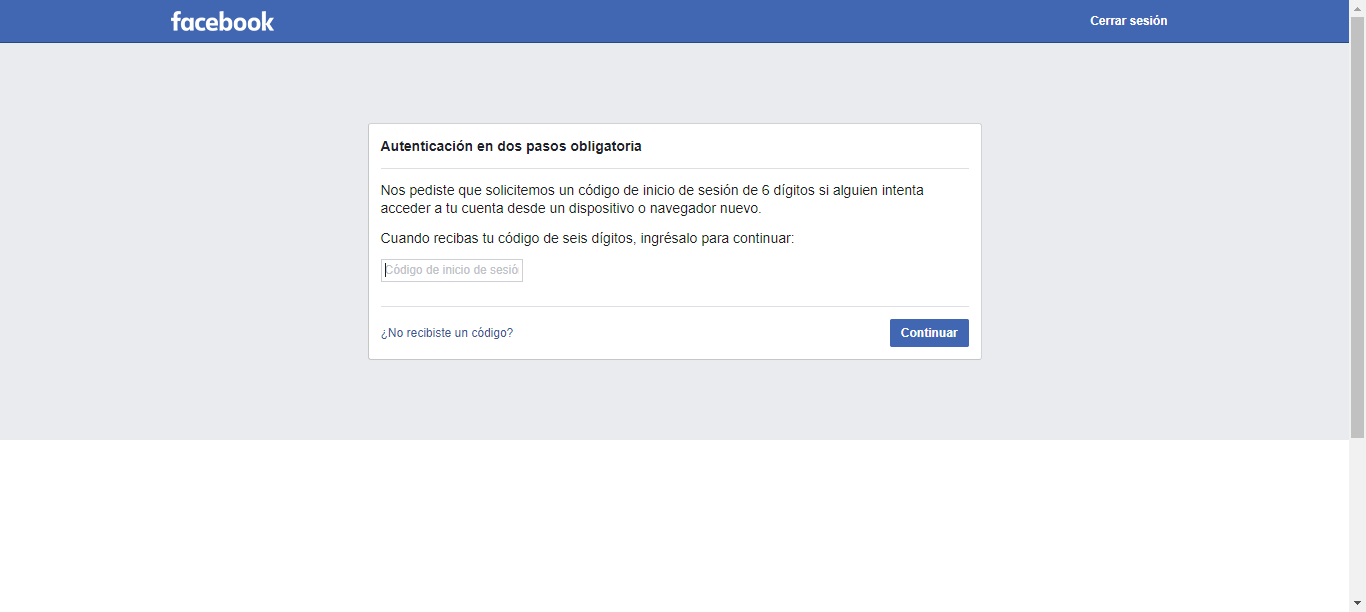 facebook
Cerrar sesión
Autenticación en dos pasos obligatoria
Nos pediste que solicitemos un código de inicio de sesión de 6 dígitos si alguien intenta
acceder a tu cuenta desde un dispositivo o navegador nuevo.
Cuando recibas tu código de seis dígitos, ingrésalo para continuar:
Código de inicio de sesió
¿No recibiste un código?
Continuar